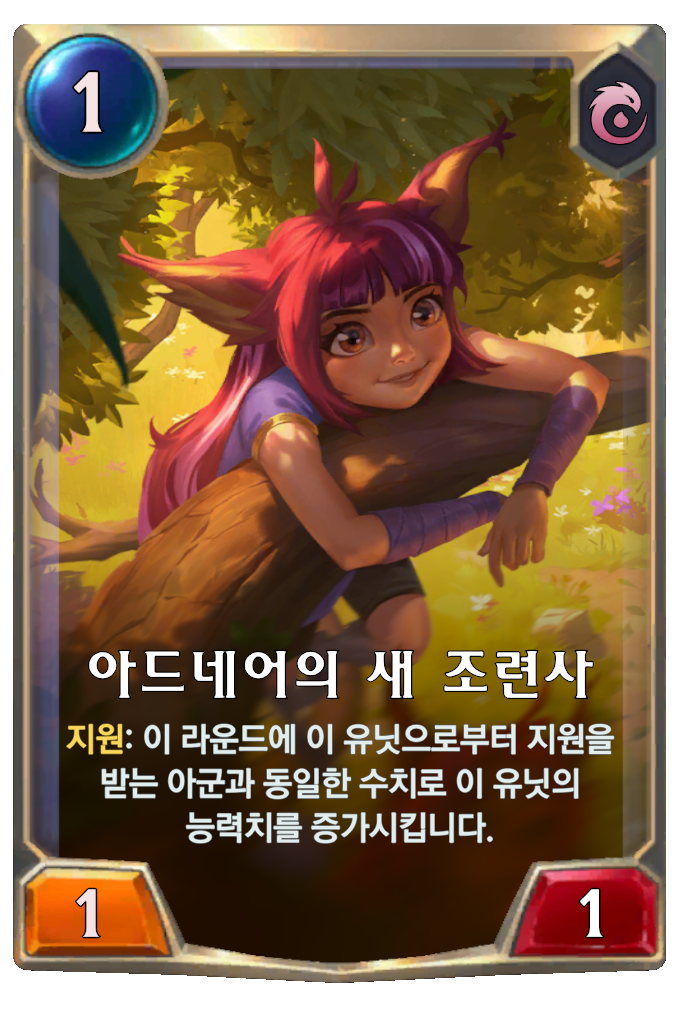 1
아드네어의 새 조련사
지원: 이 라운드에 이 유닛으로부터 지원을
받는 아군과 동일한 수치로 이 유닛의
능력치를 증가시킵니다.
1
1